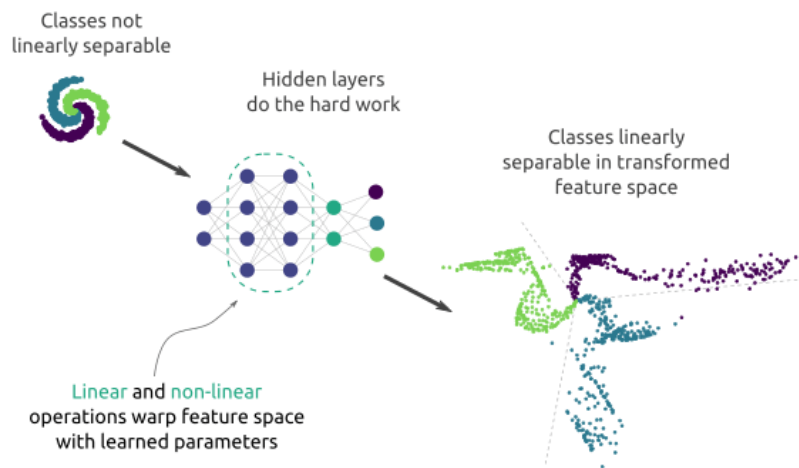 Classes not
linearly separable
Hidden layers
do the hard work
Classes linearly
separable in transformed
feature space
Linear and non-linear
operations warp feature space
with learned parameters